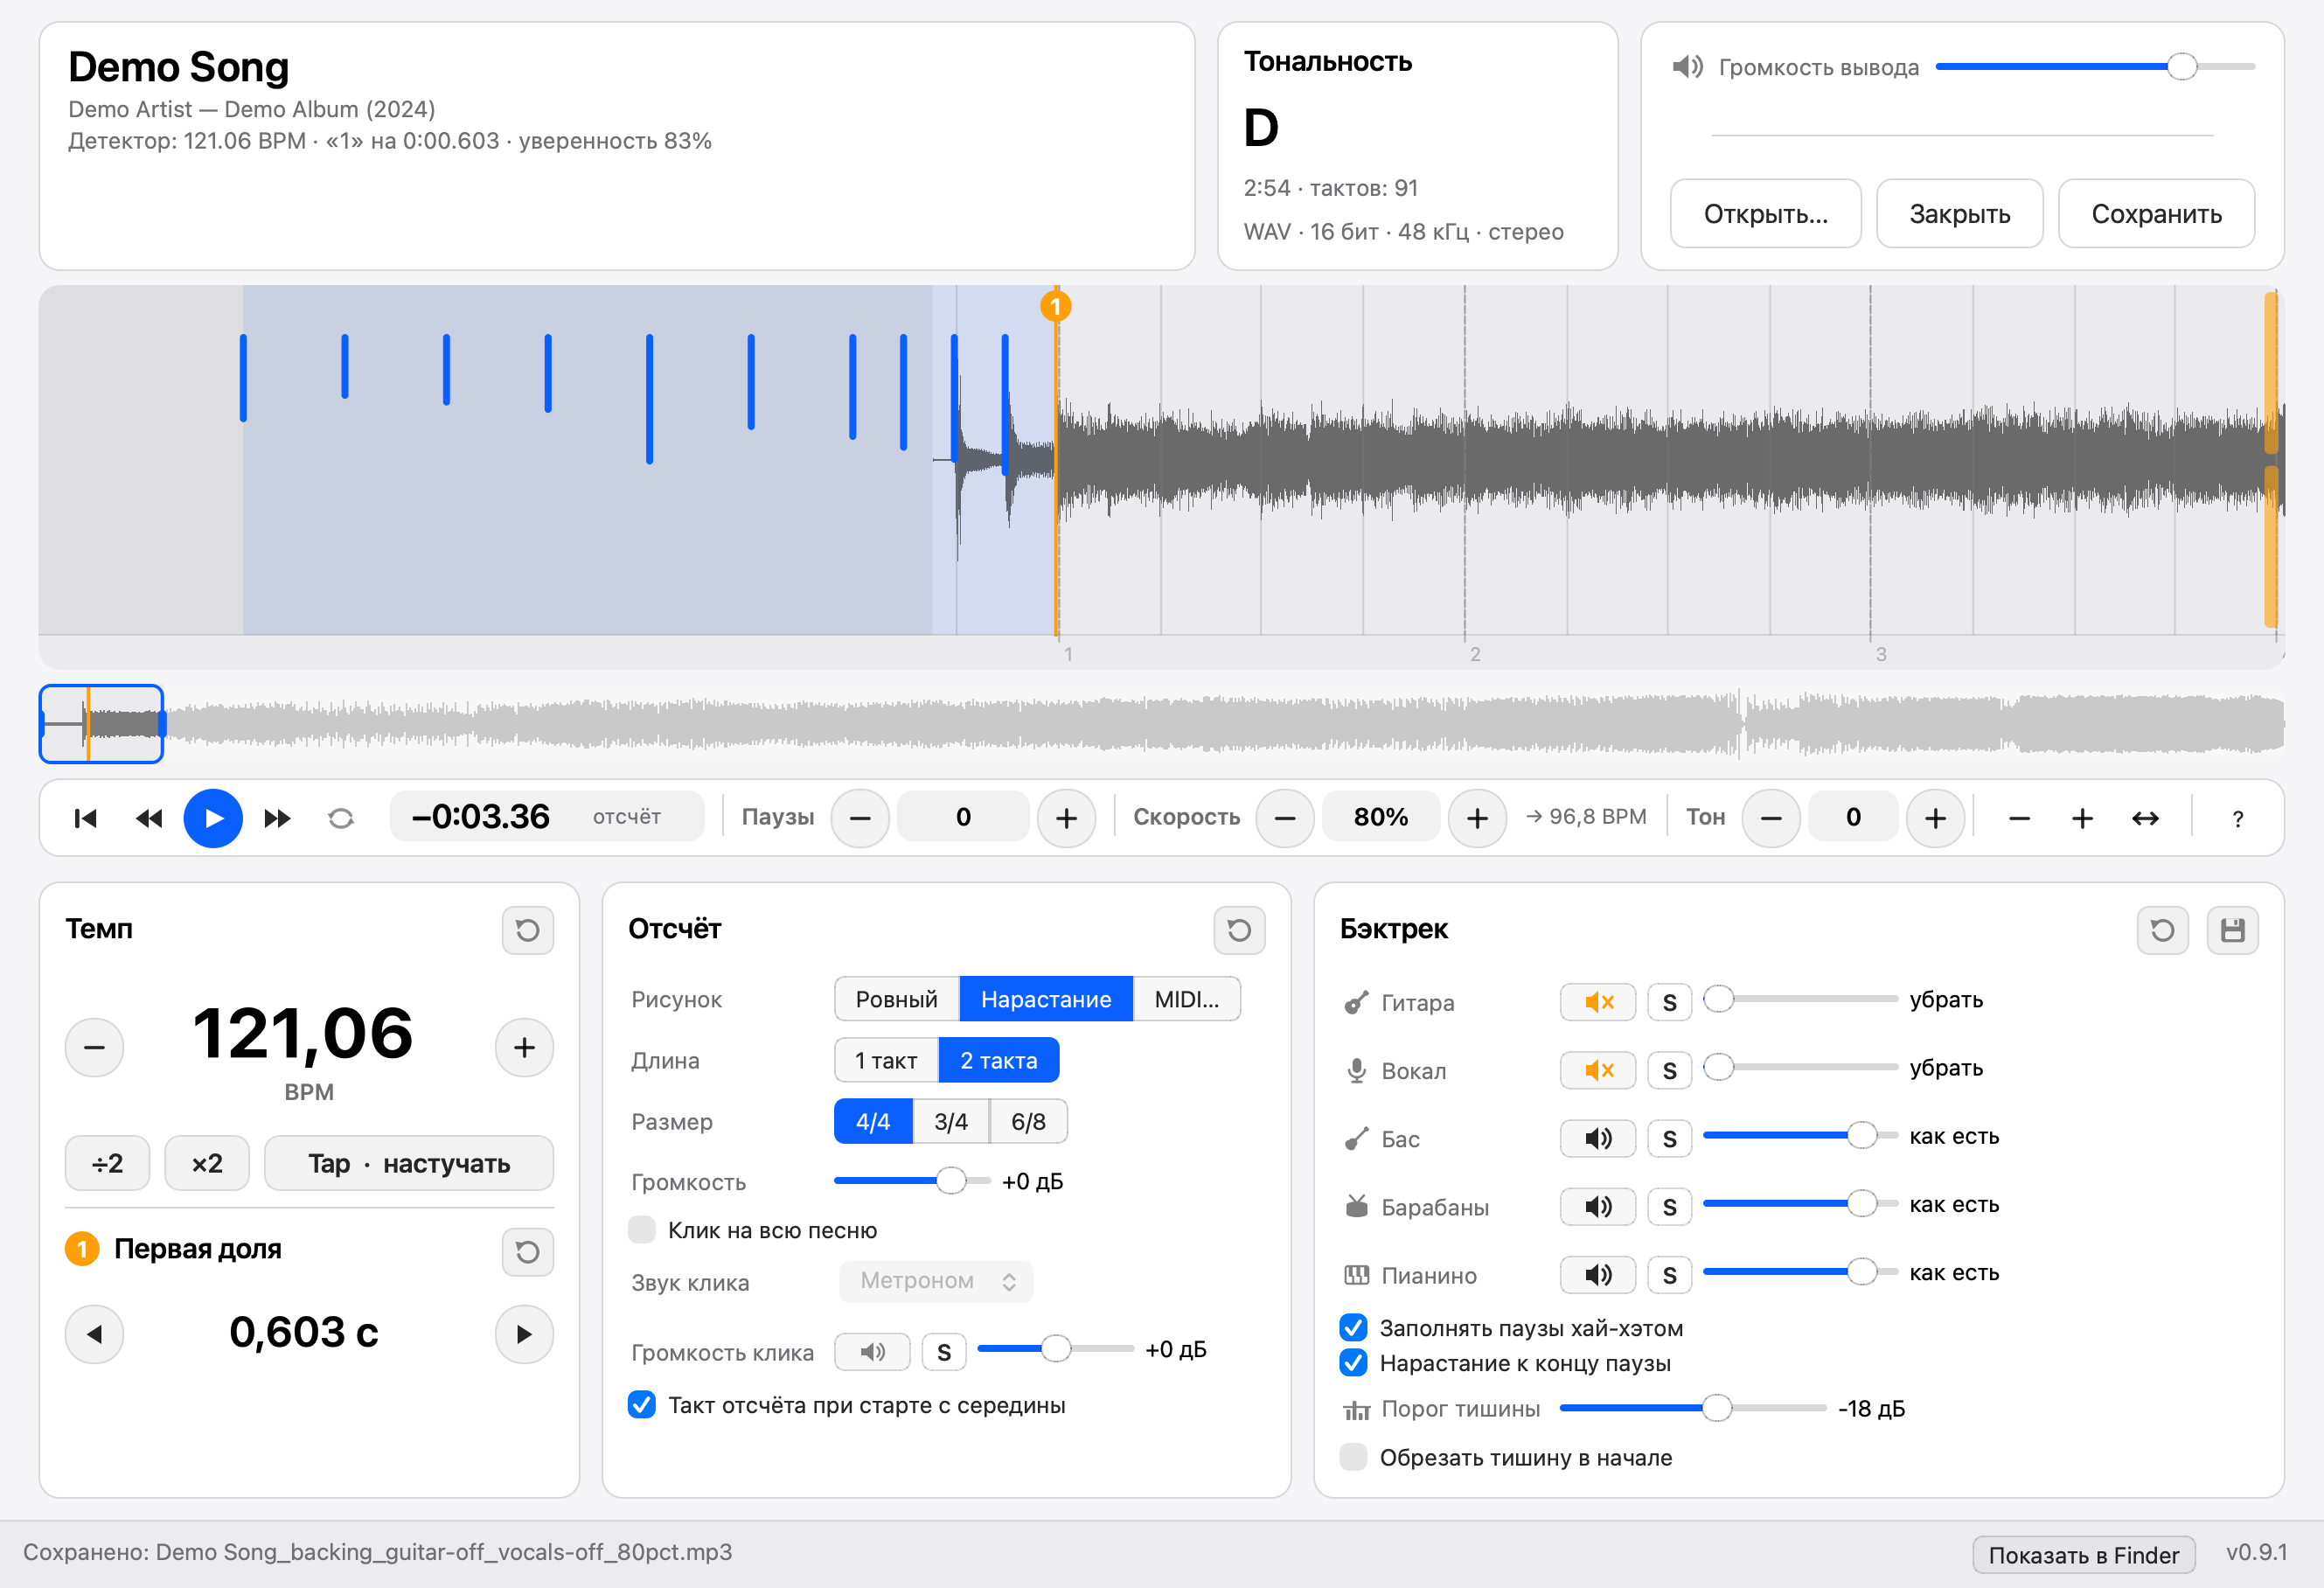 Demo Song
Demo Artist — Demo Album (2024)
Детектор: 121.06 BPM · «1» на 0:00.603 · уверенность 83%
Тональность
D
2:54 · тактов: 91
WAV · 16 бит · 48 кГц · стерео
Громкость вывода
Открыть... Закрыть Сохранить
1
1 2 3
−0:03.36 отсчёт Паузы − 0 + Скорость − 80% + → 96,8 BPM Тон − 0 + − + ↔ ?
Темп
− 121,06 +
BPM
÷2 ×2 Tap · настучать
1 Первая доля
0,603 с
Отсчёт
Рисунок Ровный Нарастание MIDI...
Длина 1 такт 2 такта
Размер 4/4 3/4 6/8
Громкость +0 дБ
Клик на всю песню
Звук клика Метроном
Громкость клика S +0 дБ
Такт отсчёта при старте с середины
Бэктрек
Гитара S убрать
Вокал S убрать
Бас S как есть
Барабаны S как есть
Пианино S как есть
Заполнять паузы хай-хэтом
Нарастание к концу паузы
Порог тишины -18 дБ
Обрезать тишину в начале
Сохранено: Demo Song_backing_guitar-off_vocals-off_80pct.mp3
Показать в Finder v0.9.1